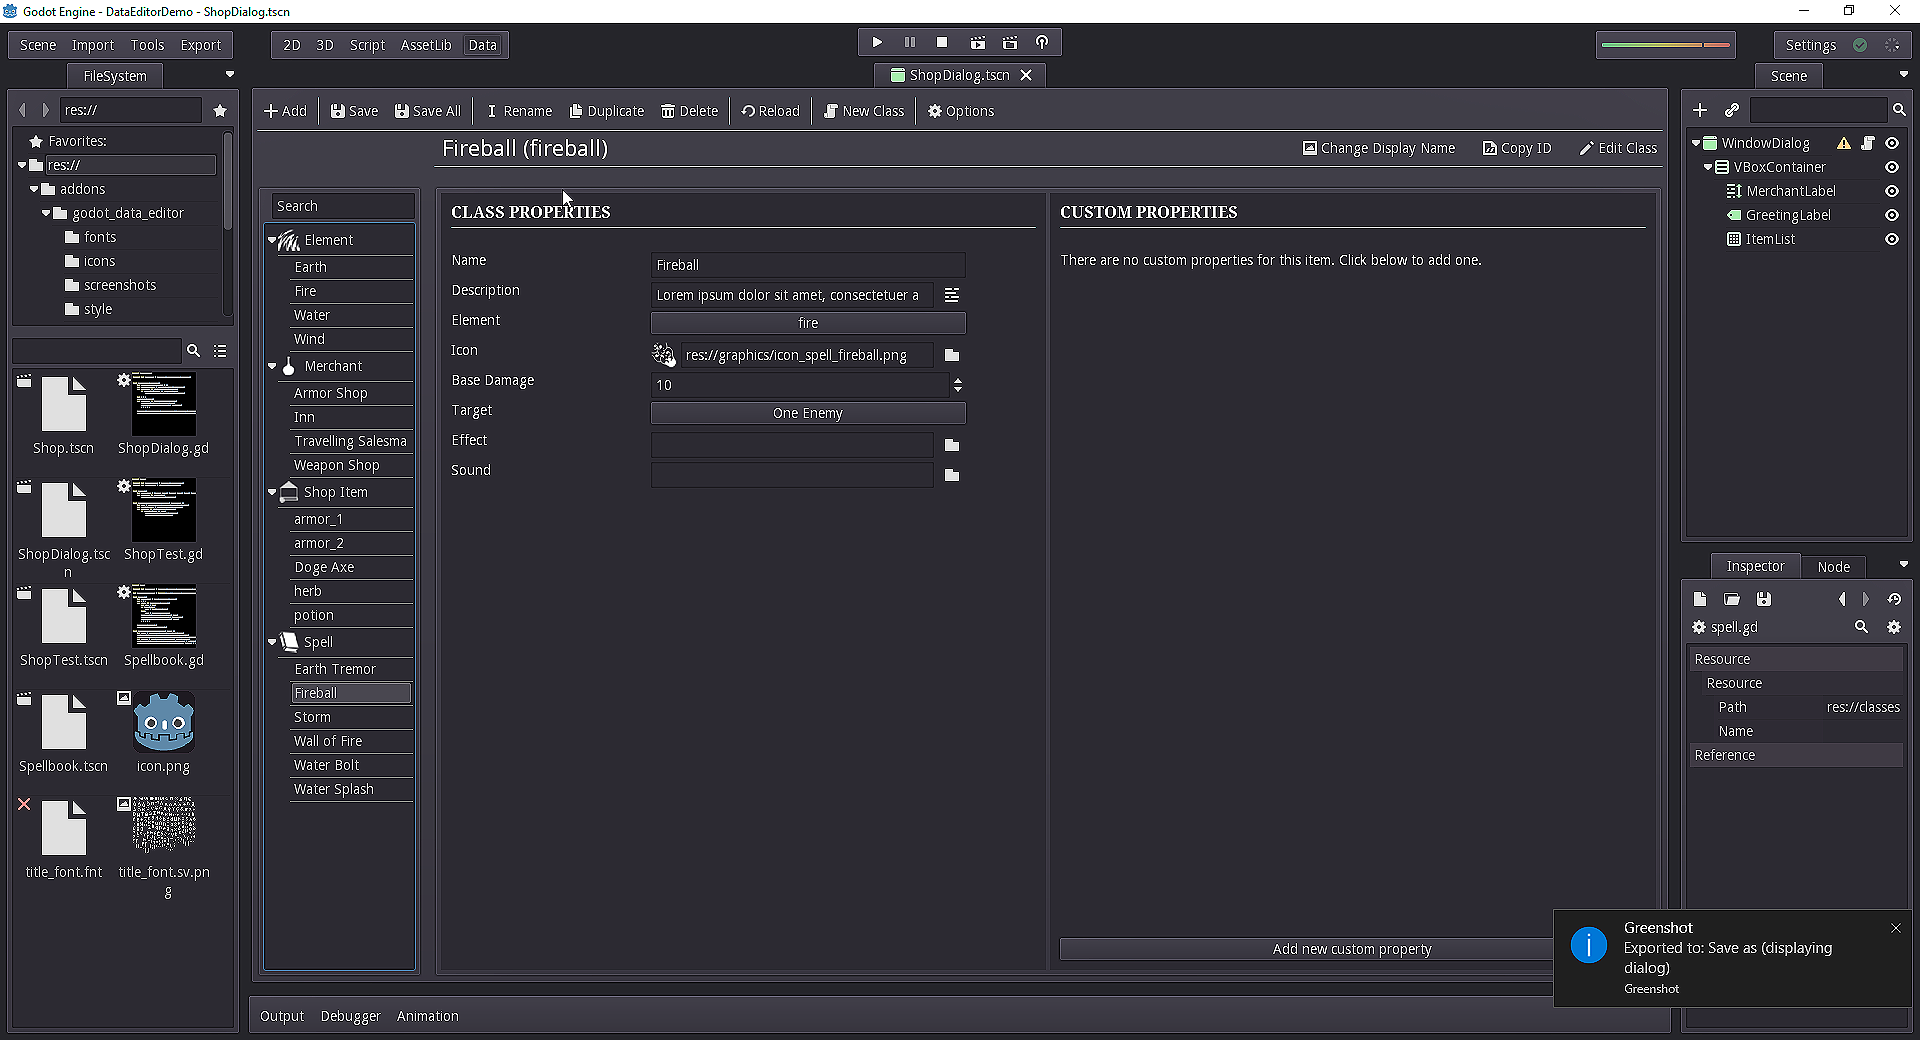 Godot Engine - DataEditorDemo - ShopDialog.tscn
Scene Import Tools Export
2D 3D Script AssetLib Data
Settings
FileSystem
ShopDialog.tscn
Scene
res://
Favorites:
res://
addons
godot_data_editor
fonts
icons
screenshots
style
Shop.tscn
ShopDialog.gd
ShopDialog.tsc
n
ShopTest.gd
ShopTest.tscn
Spellbook.gd
Spellbook.tscn
icon.png
title_font.fnt
title_font.sv.pn
g
Add Save Save All Rename Duplicate Delete Reload New Class Options
Fireball (fireball)
Change Display Name Copy ID Edit Class
Search
Element
Earth
Fire
Water
Wind
Merchant
Armor Shop
Inn
Travelling Salesma
Weapon Shop
Shop Item
armor_1
armor_2
Doge Axe
herb
potion
Spell
Earth Tremor
Fireball
Storm
Wall of Fire
Water Bolt
Water Splash
CLASS PROPERTIES
Name Fireball
Description Lorem ipsum dolor sit amet, consectetuer a
Element fire
Icon res://graphics/icon_spell_fireball.png
Base Damage 10
Target One Enemy
Effect
Sound
CUSTOM PROPERTIES
There are no custom properties for this item. Click below to add one.
Add new custom property
Output Debugger Animation
WindowDialog
VBoxContainer
MerchantLabel
GreetingLabel
ItemList
Inspector Node
spell.gd
Resource
Resource
Path res://classes
Name
Reference
Greenshot
Exported to: Save as (displaying
dialog)
Greenshot